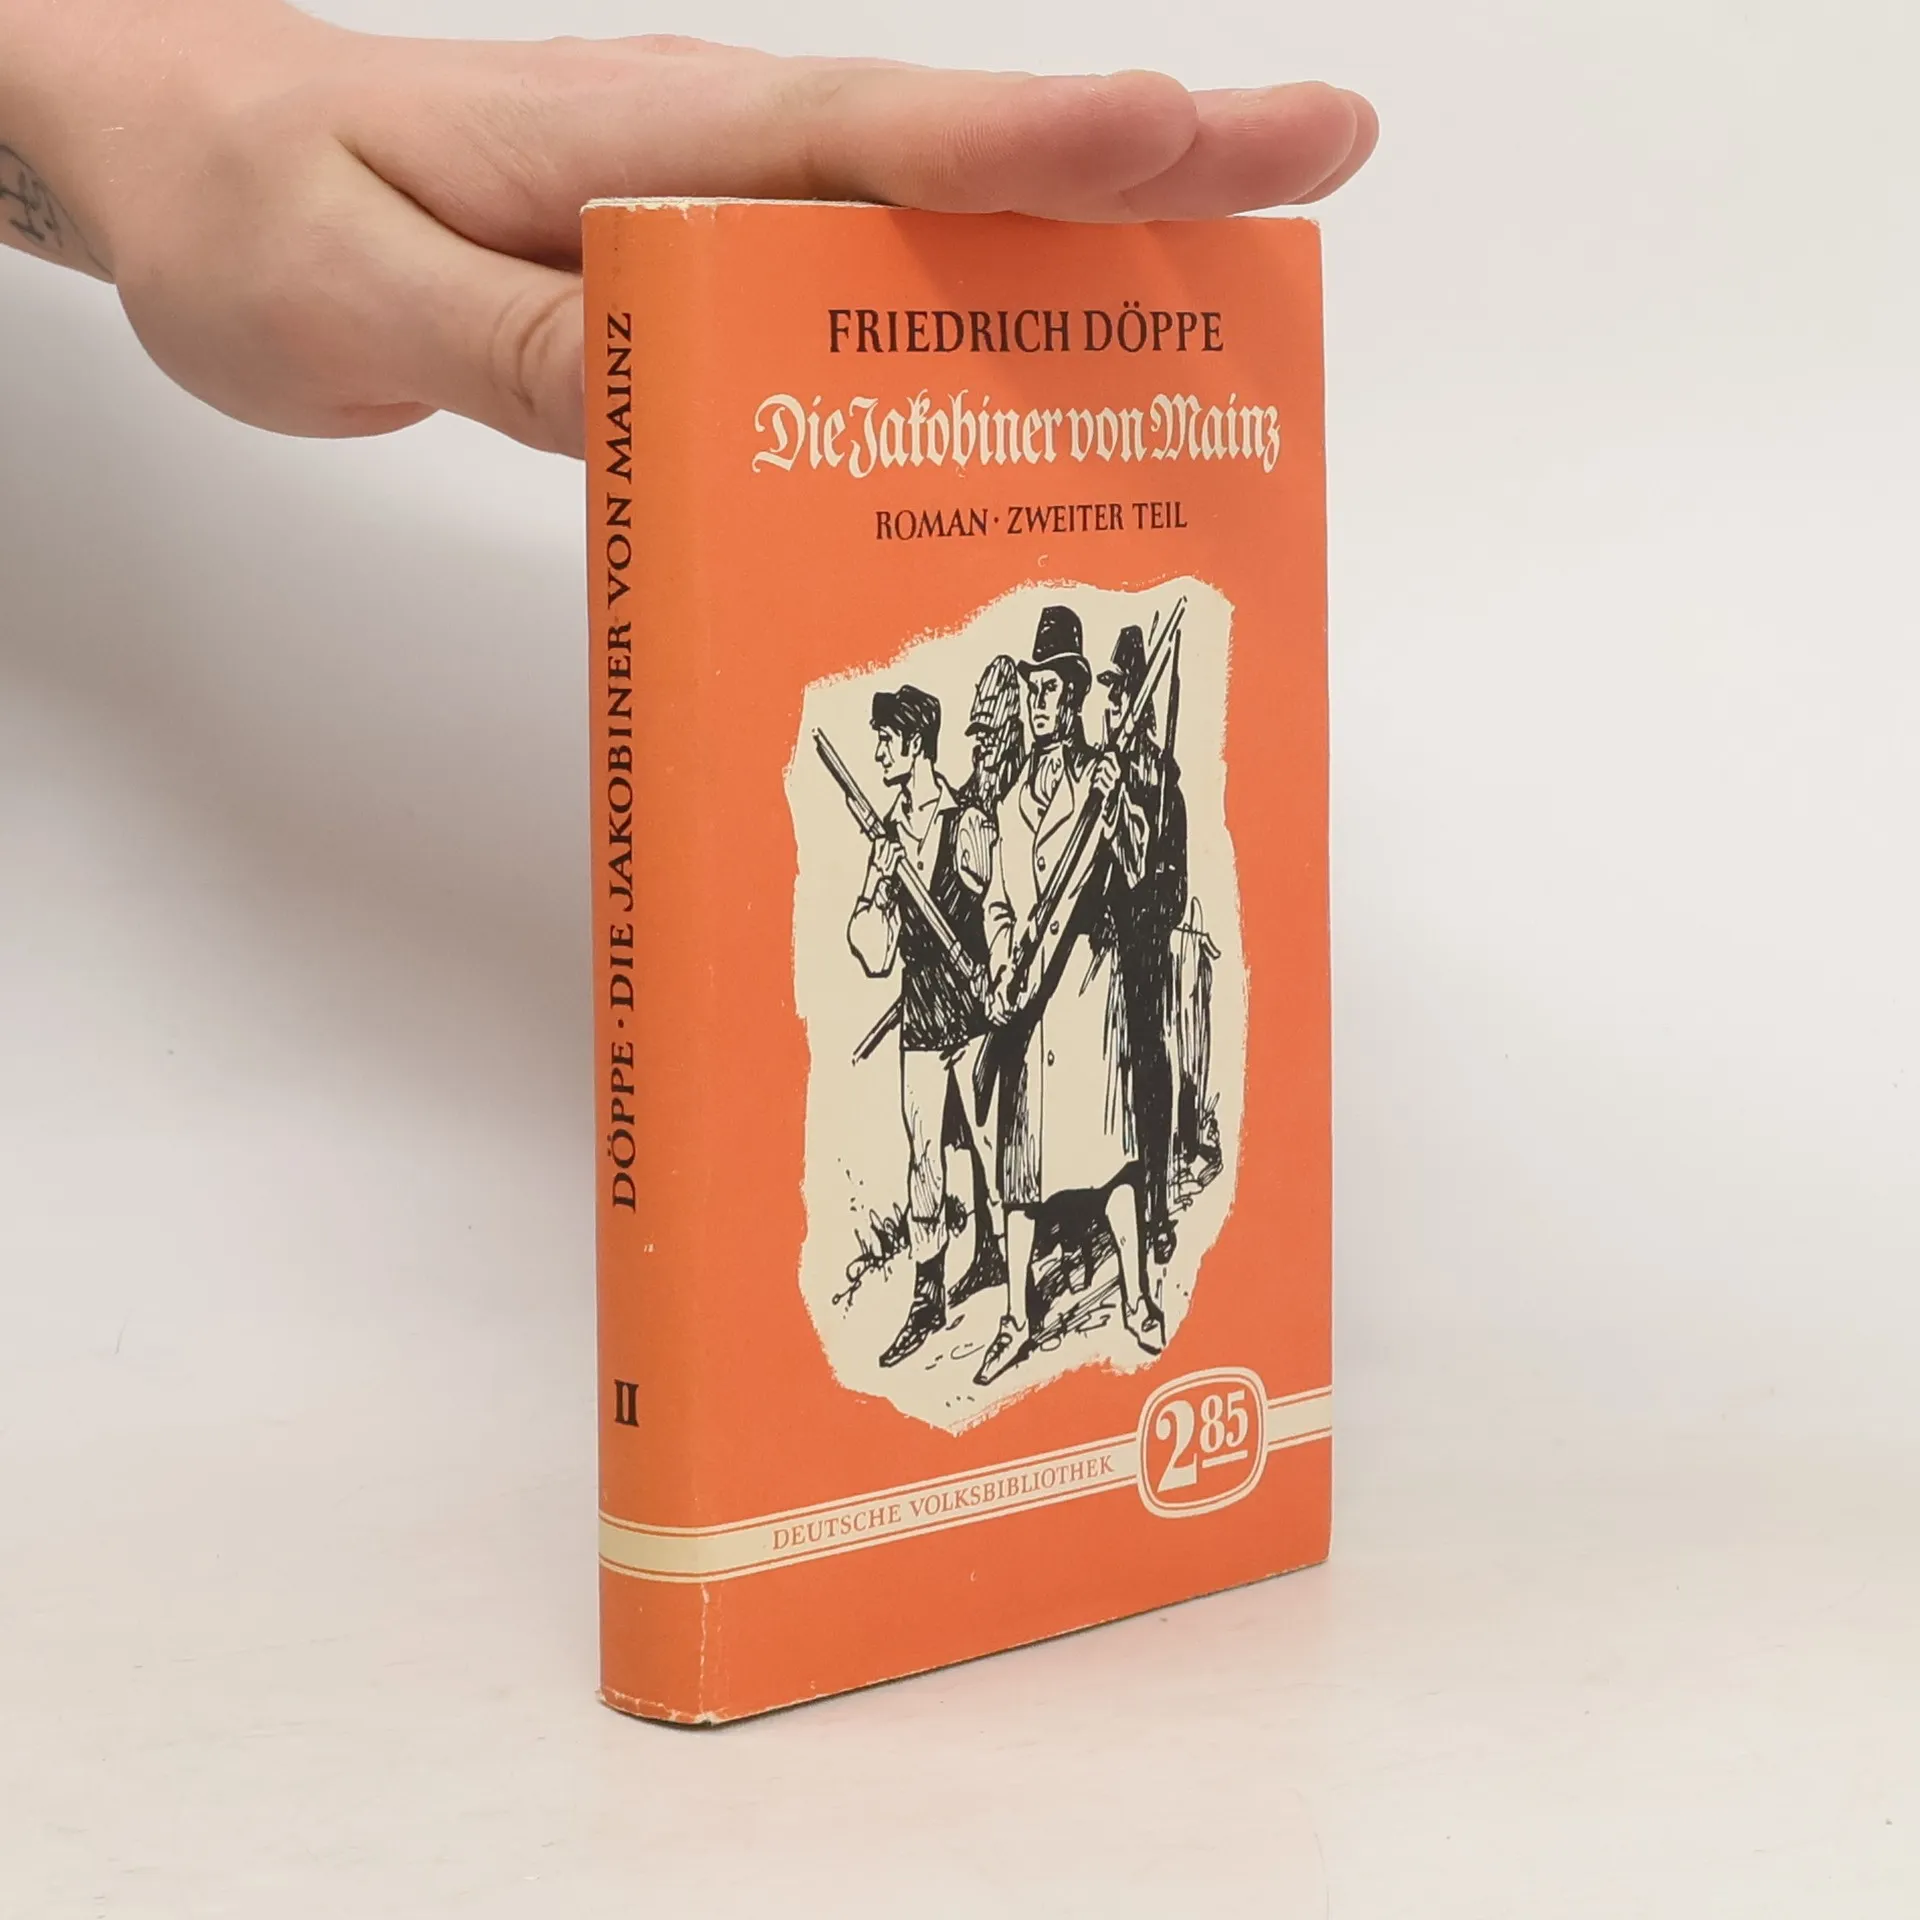 FRIEDRICH DÖPPE
Die Jakobiner von Mainz
ROMAN · ZWEITER TEIL
DEUTSCHE VOLKSBIBLIOTHEK
2 85
DÖPPE · DIE JAKOBINER VON MAINZ
II